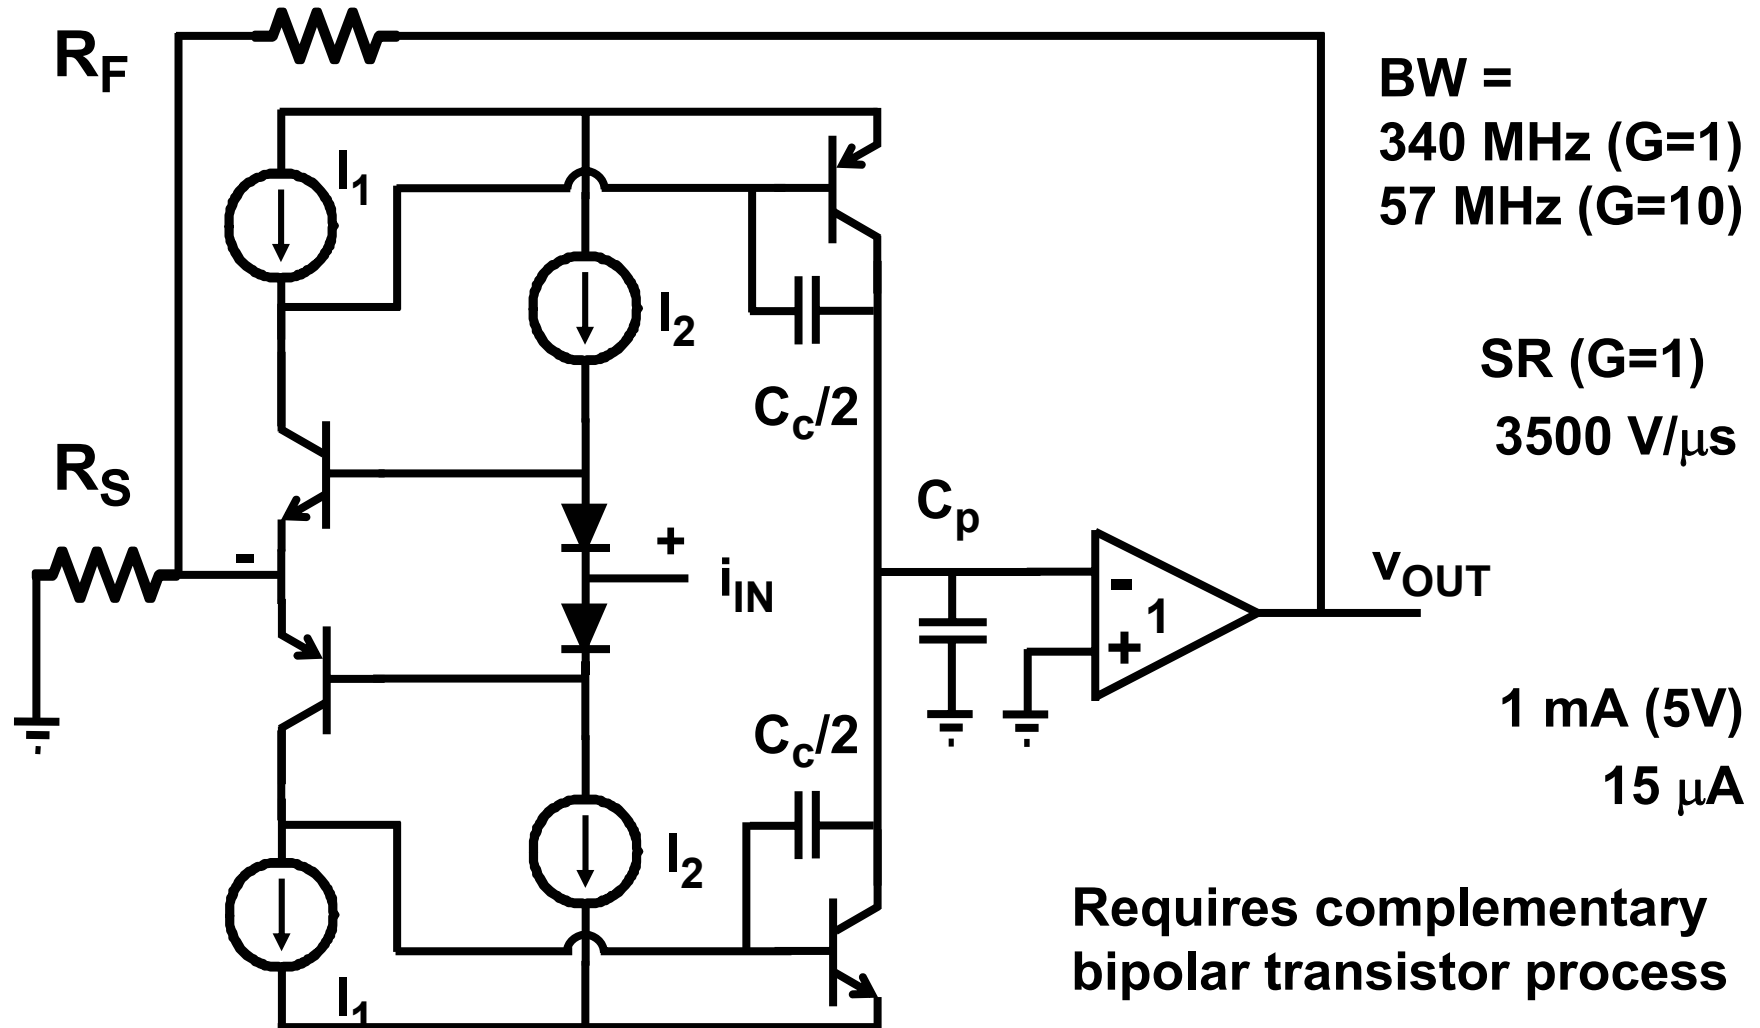 R_F
BW =
340 MHz (G=1)
57 MHz (G=10)
I_1
I_2
SR (G=1)
3500 V/μs
C_c/2
R_S
C_p
-
+
i_IN
-
1
+
v_OUT
C_c/2
1 mA (5V)
15 μA
I_2
I_1
Requires complementary
bipolar transistor process